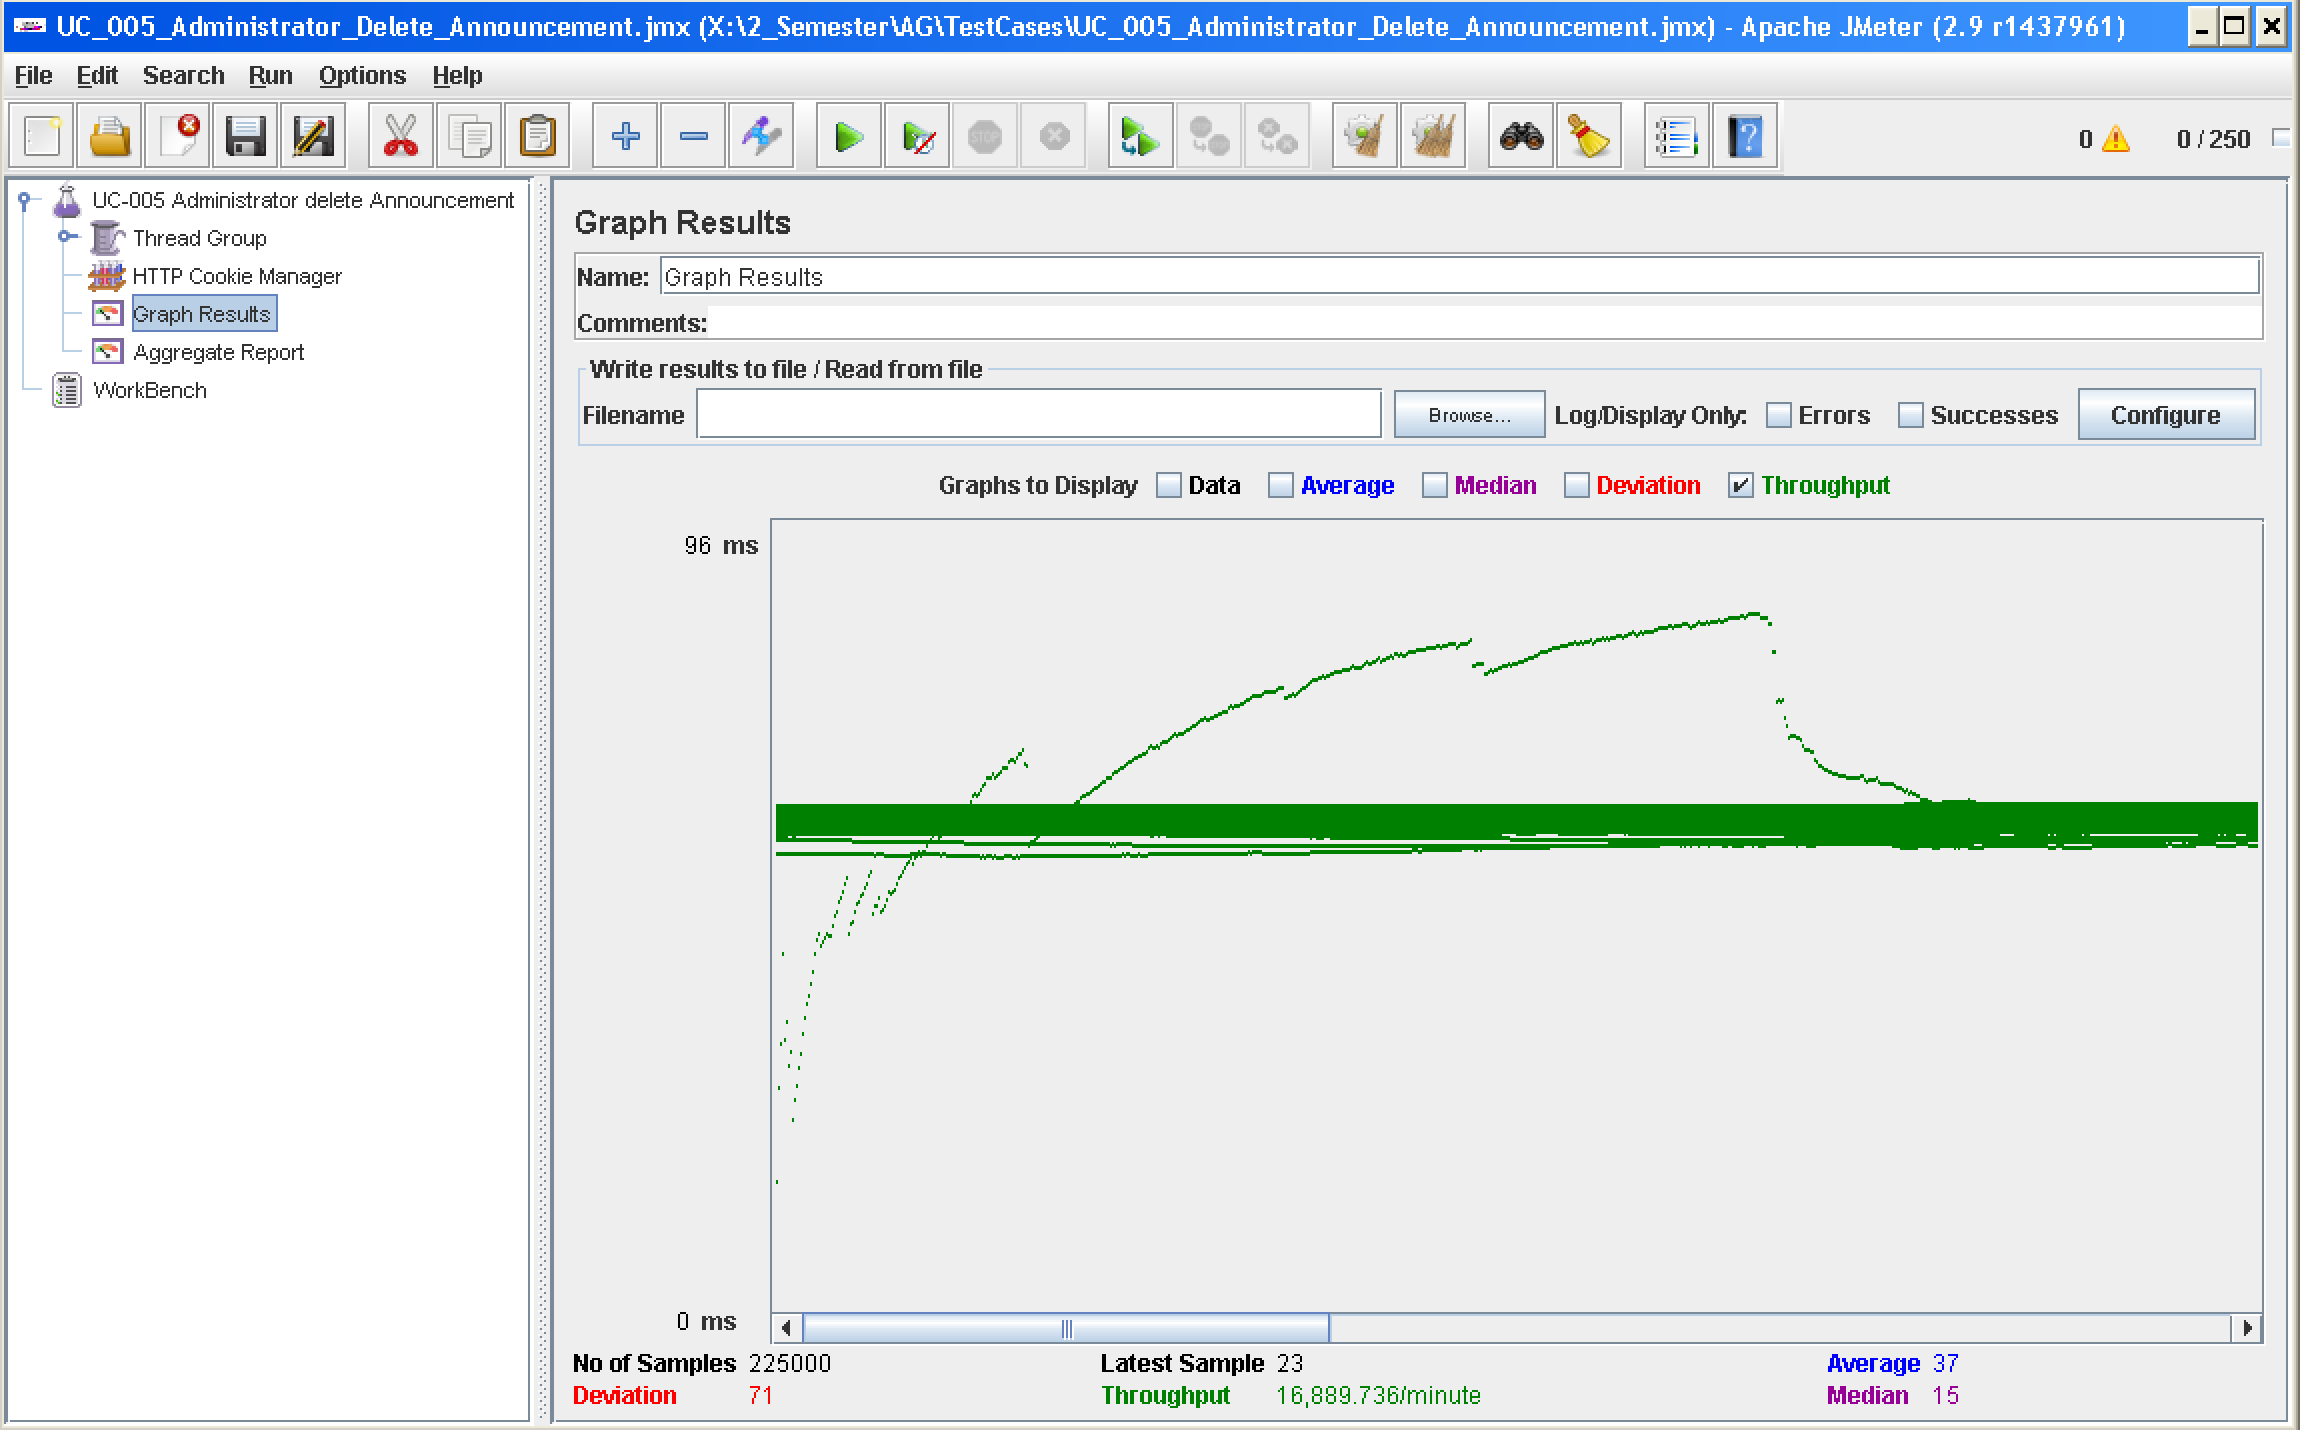 UC_005_Administrator_Delete_Announcement.jmx (X:\2_Semester\AG\TestCases\UC_005_Administrator_Delete_Announcement.jmx) - Apache JMeter (2.9 r1437961)
File Edit Search Run Options Help
STOP
0 0 / 250
UC-005 Administrator delete Announcement
Thread Group
HTTP Cookie Manager
Graph Results
Aggregate Report
WorkBench
Graph Results
Name: Graph Results
Comments:
Write results to file / Read from file
Filename Browse... Log/Display Only: Errors Successes Configure
Graphs to Display Data Average Median Deviation Throughput
96 ms
0 ms
No of Samples 225000 Latest Sample 23 Average 37
Deviation 71 Throughput 16,889.736/minute Median 15